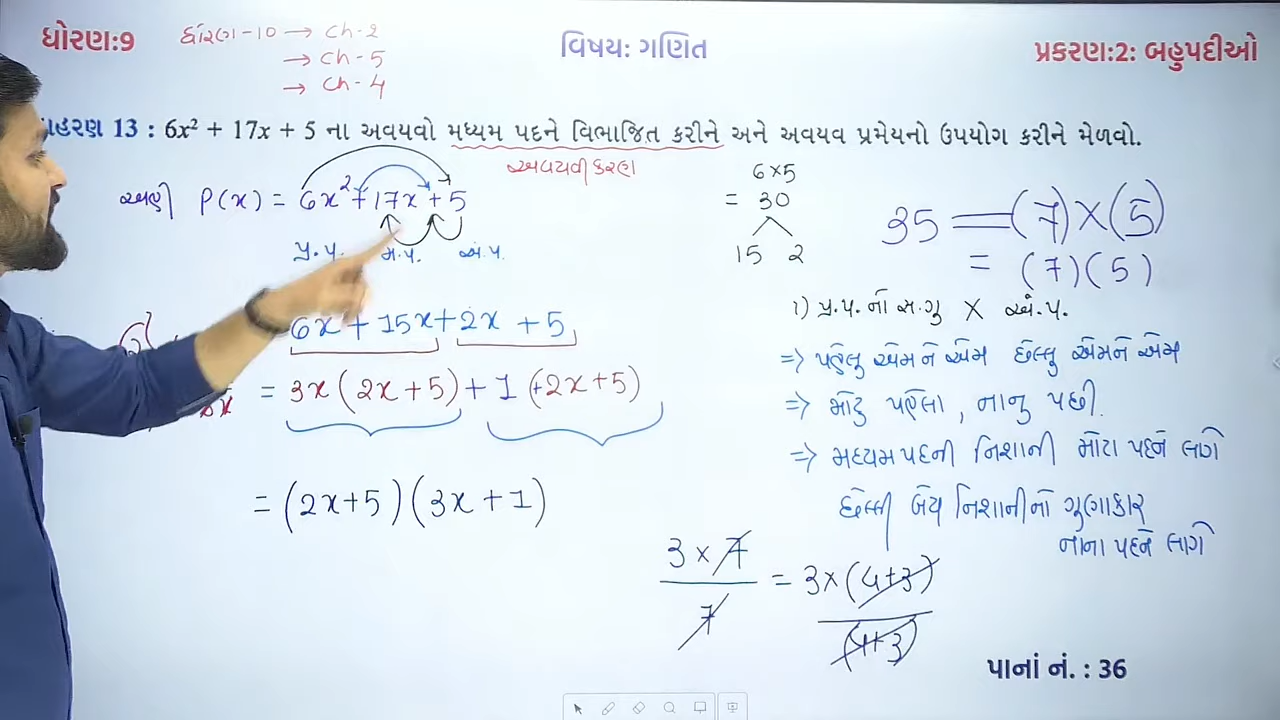 ધોરણ:9
ધોરણ-10 → ch-2
→ ch-5
→ ch-4
વિષય: ગણિત
પ્રકરણ:2: બહુપદીઓ
ાહરણ 13 : 6x² + 17x + 5 ના અવયવો મધ્યમ પદને વિભાજિત કરીને અને અવયવ પ્રમેયનો ઉપયોગ કરીને મેળવો.
અવયવીકરણ
અહી P(x) = 6x² + 17x + 5
પ્ર.પ. મ.પ. અં.પ.
6x + 15x + 2x + 5
= 3x(2x+5) + 1(2x+5)
= (2x+5)(3x+1)
6×5
= 30
15 2
35 = (7)×(5)
= (7)(5)
1) પ્ર.પ.નો સ.ગુ × અં.પ.
⇒ પહેલુ એમને એમ છેલ્લુ એમને એમ
⇒ મોટુ પહેલા, નાનુ પછી.
⇒ મધ્યમપદની નિશાની મોટા પદને લાગે
છેલ્લી બેય નિશાનીનો ગુણાકાર
નાના પદને લાગે
3×7 / 7 = 3×(4+3) / (4+3)
પાનાં નં. : 36